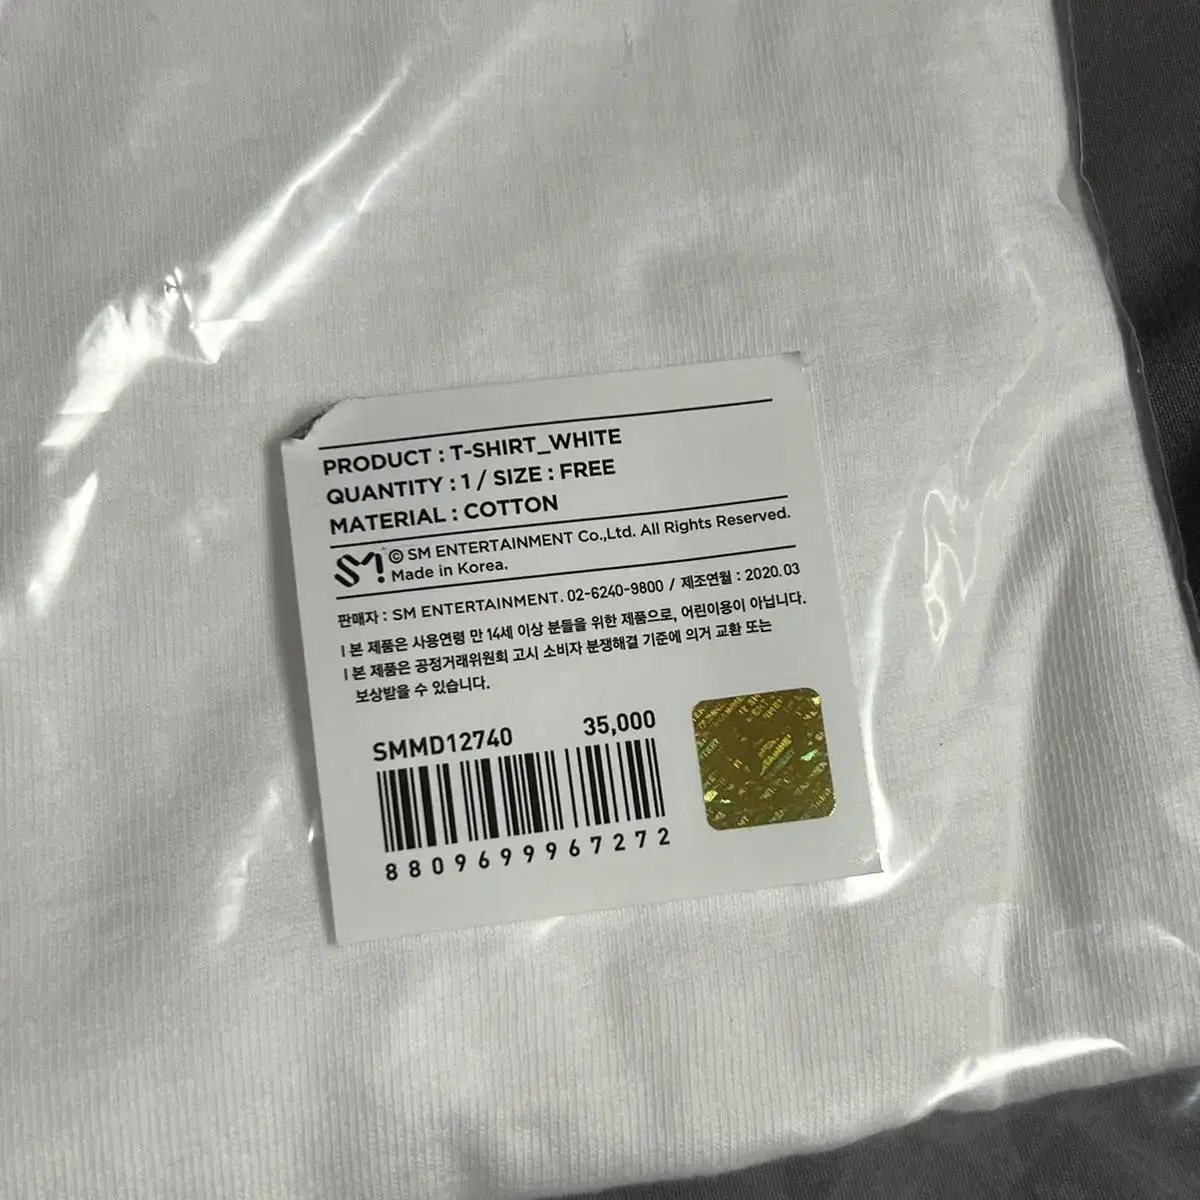 PRODUCT : T-SHIRT_WHITE
QUANTITY : 1 / SIZE : FREE
MATERIAL : COTTON
SM! © SM ENTERTAINMENT Co.,Ltd. All Rights Reserved.
Made in Korea.
판매자 : SM ENTERTAINMENT. 02-6240-9800 / 제조연월 : 2020.03
본 제품은 사용연령 만 14세 이상 분들을 위한 제품으로, 어린이용이 아닙니다.
본 제품은 공정거래위원회 고시 소비자 분쟁해결 기준에 의거 교환 또는
보상받을 수 있습니다.
SMMD12740 35,000
8809699967272